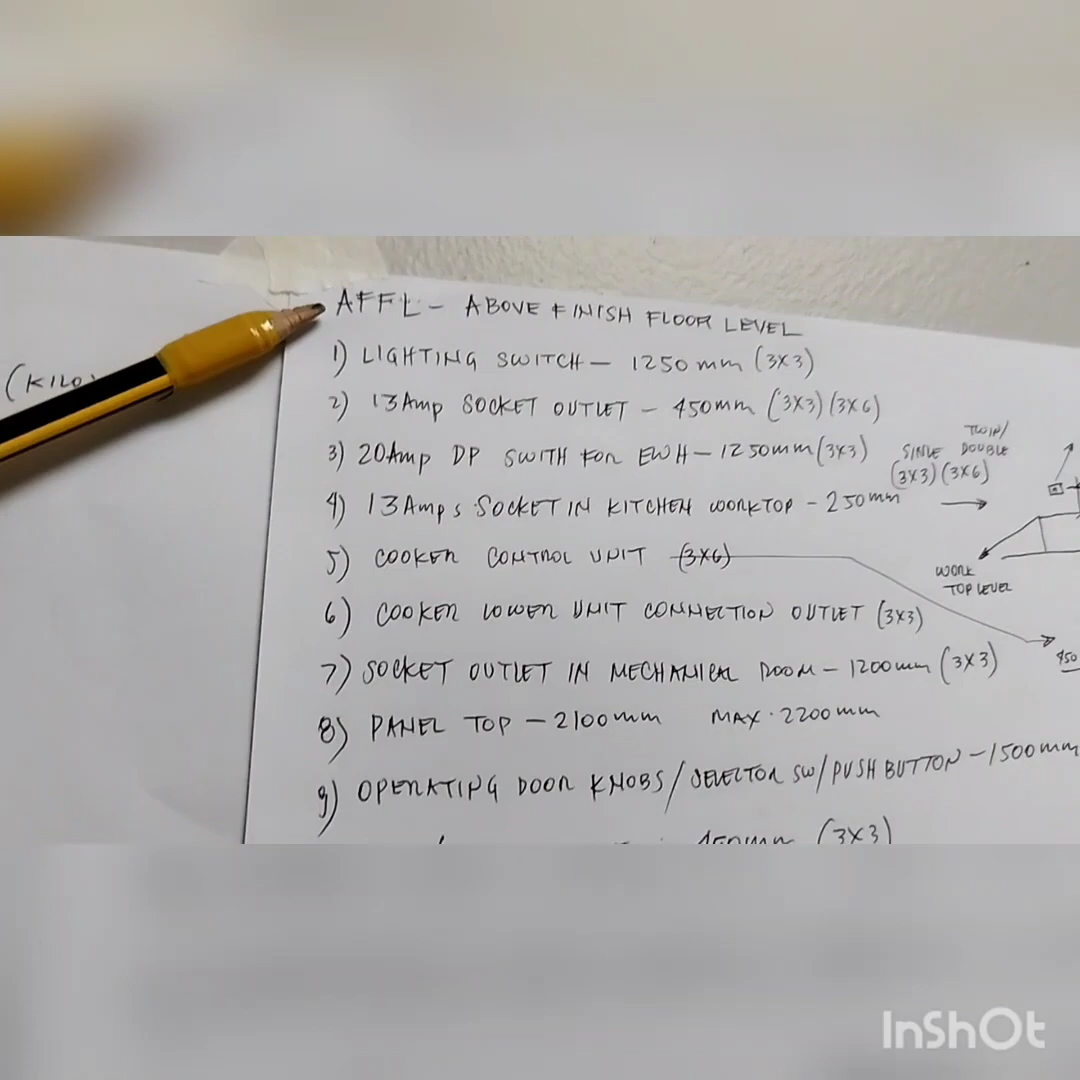 AFFL - ABOVE FINISH FLOOR LEVEL
(KILO
1) LIGHTING SWITCH - 1250mm (3X3)
2) 13Amp SOCKET OUTLET - 450mm (3X3)(3X6)
3) 20Amp DP SWITH FOR EWH - 1250mm (3X3)
SINLE TWIN/
DOUBLE
(3X3)(3X6)
4) 13Amps SOCKET IN KITCHEN WORKTOP - 250mm
5) COOKER CONTROL UNIT (3X6)
WORK
TOP LEVEL
6) COOKER LOWER UNIT CONNECTION OUTLET (3X3)
450
7) SOCKET OUTLET IN MECHANICAL ROOM - 1200mm (3X3)
8) PANEL TOP - 2100mm MAX. 2200mm
9) OPERATING DOOR KNOBS/SELECTOR SW/PUSH BUTTON - 1500mm
450mm (3X3)
InShOt